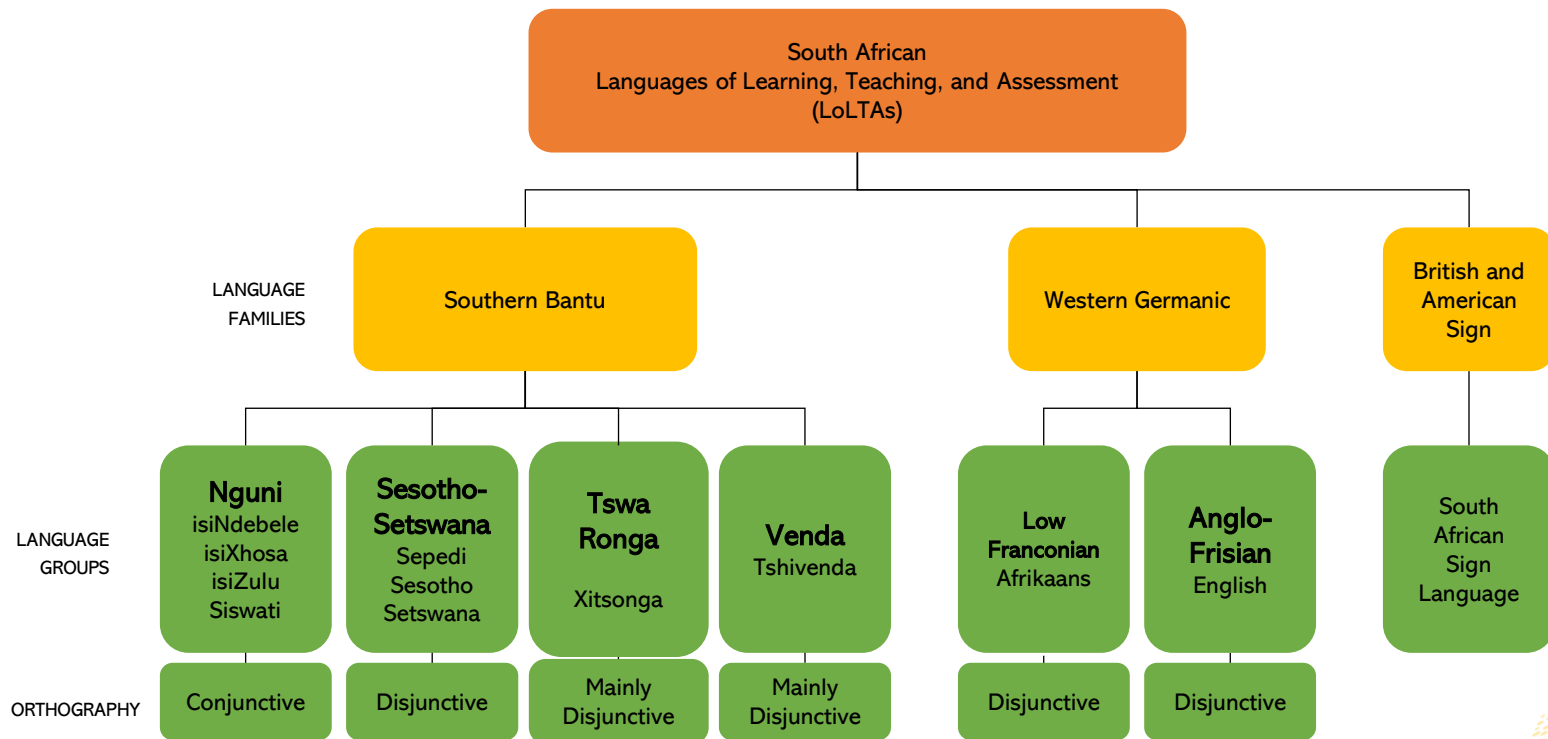 South African
Languages of Learning, Teaching, and Assessment
(LoLTAs)
LANGUAGE
FAMILIES
Southern Bantu
Western Germanic
British and
American
Sign
LANGUAGE
GROUPS
Nguni
isiNdebele
isiXhosa
isiZulu
Siswati
Sesotho-
Setswana
Sepedi
Sesotho
Setswana
Tswa
Ronga
Xitsonga
Venda
Tshivenda
Low
Franconian
Afrikaans
Anglo-
Frisian
English
South
African
Sign
Language
ORTHOGRAPHY
Conjunctive
Disjunctive
Mainly
Disjunctive
Mainly
Disjunctive
Disjunctive
Disjunctive